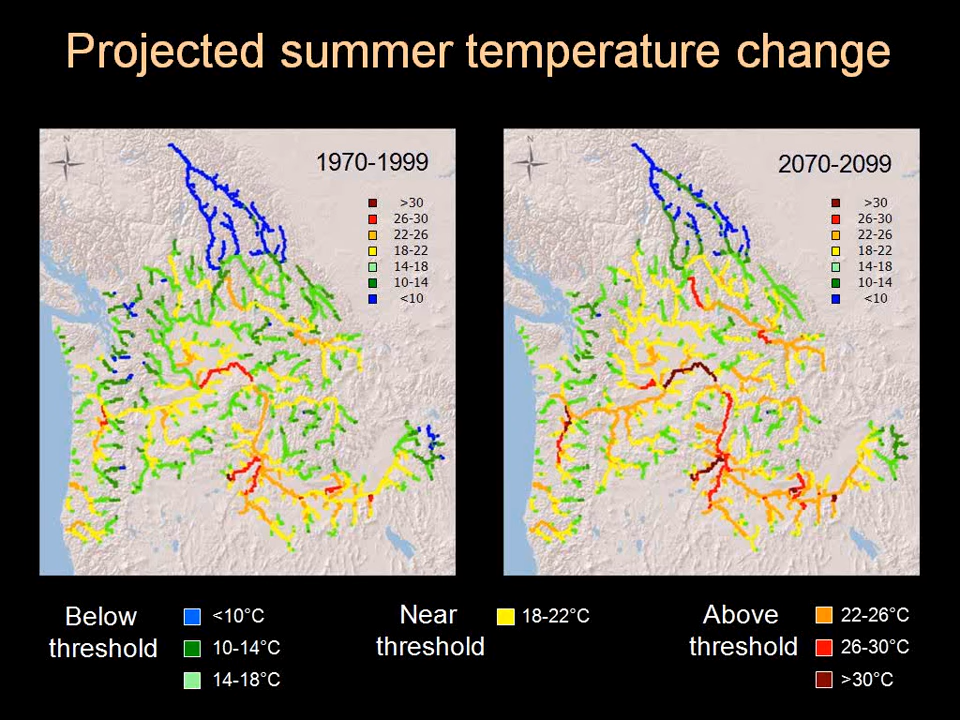 Projected summer temperature change
N
1970-1999
>30
26-30
22-26
18-22
14-18
10-14
<10
N
2070-2099
>30
26-30
22-26
18-22
14-18
10-14
<10
Below
threshold
<10°C
10-14°C
14-18°C
Near
threshold
18-22°C
Above
threshold
22-26°C
26-30°C
>30°C